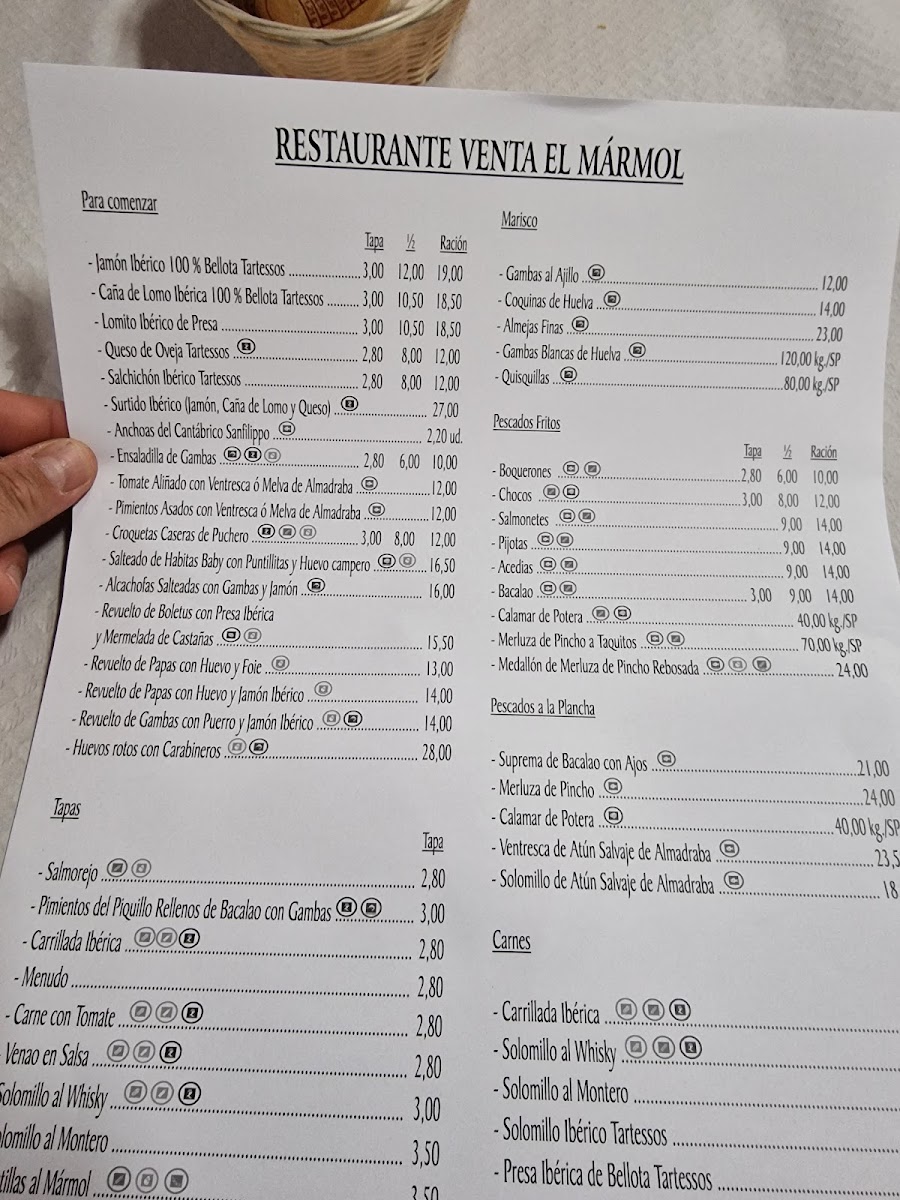 RESTAURANTE VENTA EL MÁRMOL
Para comenzar
Tapa ½ Ración
- Jamón Ibérico 100 % Bellota Tartessos 3,00 12,00 19,00
- Caña de Lomo Ibérica 100 % Bellota Tartessos 3,00 10,50 18,50
- Lomito Ibérico de Presa 3,00 10,50 18,50
- Queso de Oveja Tartessos 2,80 8,00 12,00
- Salchichón Ibérico Tartessos 2,80 8,00 12,00
- Surtido Ibérico (Jamón, Caña de Lomo y Queso) 27,00
- Anchoas del Cantábrico Sanfilippo 2,20 ud.
- Ensaladilla de Gambas 2,80 6,00 10,00
- Tomate Aliñado con Ventresca ó Melva de Almadraba 12,00
- Pimientos Asados con Ventresca ó Melva de Almadraba 12,00
- Croquetas Caseras de Puchero 3,00 8,00 12,00
- Salteado de Habitas Baby con Puntillitas y Huevo campero 16,50
- Alcachofas Salteadas con Gambas y Jamón 16,00
- Revuelto de Boletus con Presa Ibérica
y Mermelada de Castañas 15,50
- Revuelto de Papas con Huevo y Foie 13,00
- Revuelto de Papas con Huevo y Jamón Ibérico 14,00
- Revuelto de Gambas con Puerro y Jamón Ibérico 14,00
- Huevos rotos con Carabineros 28,00
Tapas
Tapa
- Salmorejo 2,80
- Pimientos del Piquillo Rellenos de Bacalao con Gambas 3,00
- Carrillada Ibérica 2,80
- Menudo 2,80
- Carne con Tomate 2,80
Venao en Salsa 2,80
Solomillo al Whisky 3,00
lomillo al Montero 3,50
tillas al Mármol 3,50
Marisco
- Gambas al Ajillo 12,00
- Coquinas de Huelva 14,00
- Almejas Finas 23,00
- Gambas Blancas de Huelva 120,00 kg./SP
- Quisquillas 80,00 kg./SP
Pescados Fritos
Tapa ½ Ración
- Boquerones 2,80 6,00 10,00
- Chocos 3,00 8,00 12,00
- Salmonetes 9,00 14,00
- Pijotas 9,00 14,00
- Acedias 9,00 14,00
- Bacalao 3,00 9,00 14,00
- Calamar de Potera 40,00 kg./SP
- Merluza de Pincho a Taquitos 70,00 kg./SP
- Medallón de Merluza de Pincho Rebosada 24,00
Pescados a la Plancha
- Suprema de Bacalao con Ajos 21,00
- Merluza de Pincho 24,00
- Calamar de Potera 40,00 kg./SP
- Ventresca de Atún Salvaje de Almadraba 23,5
- Solomillo de Atún Salvaje de Almadraba 18
Carnes
- Carrillada Ibérica
- Solomillo al Whisky
- Solomillo al Montero
- Solomillo Ibérico Tartessos
- Presa Ibérica de Bellota Tartessos